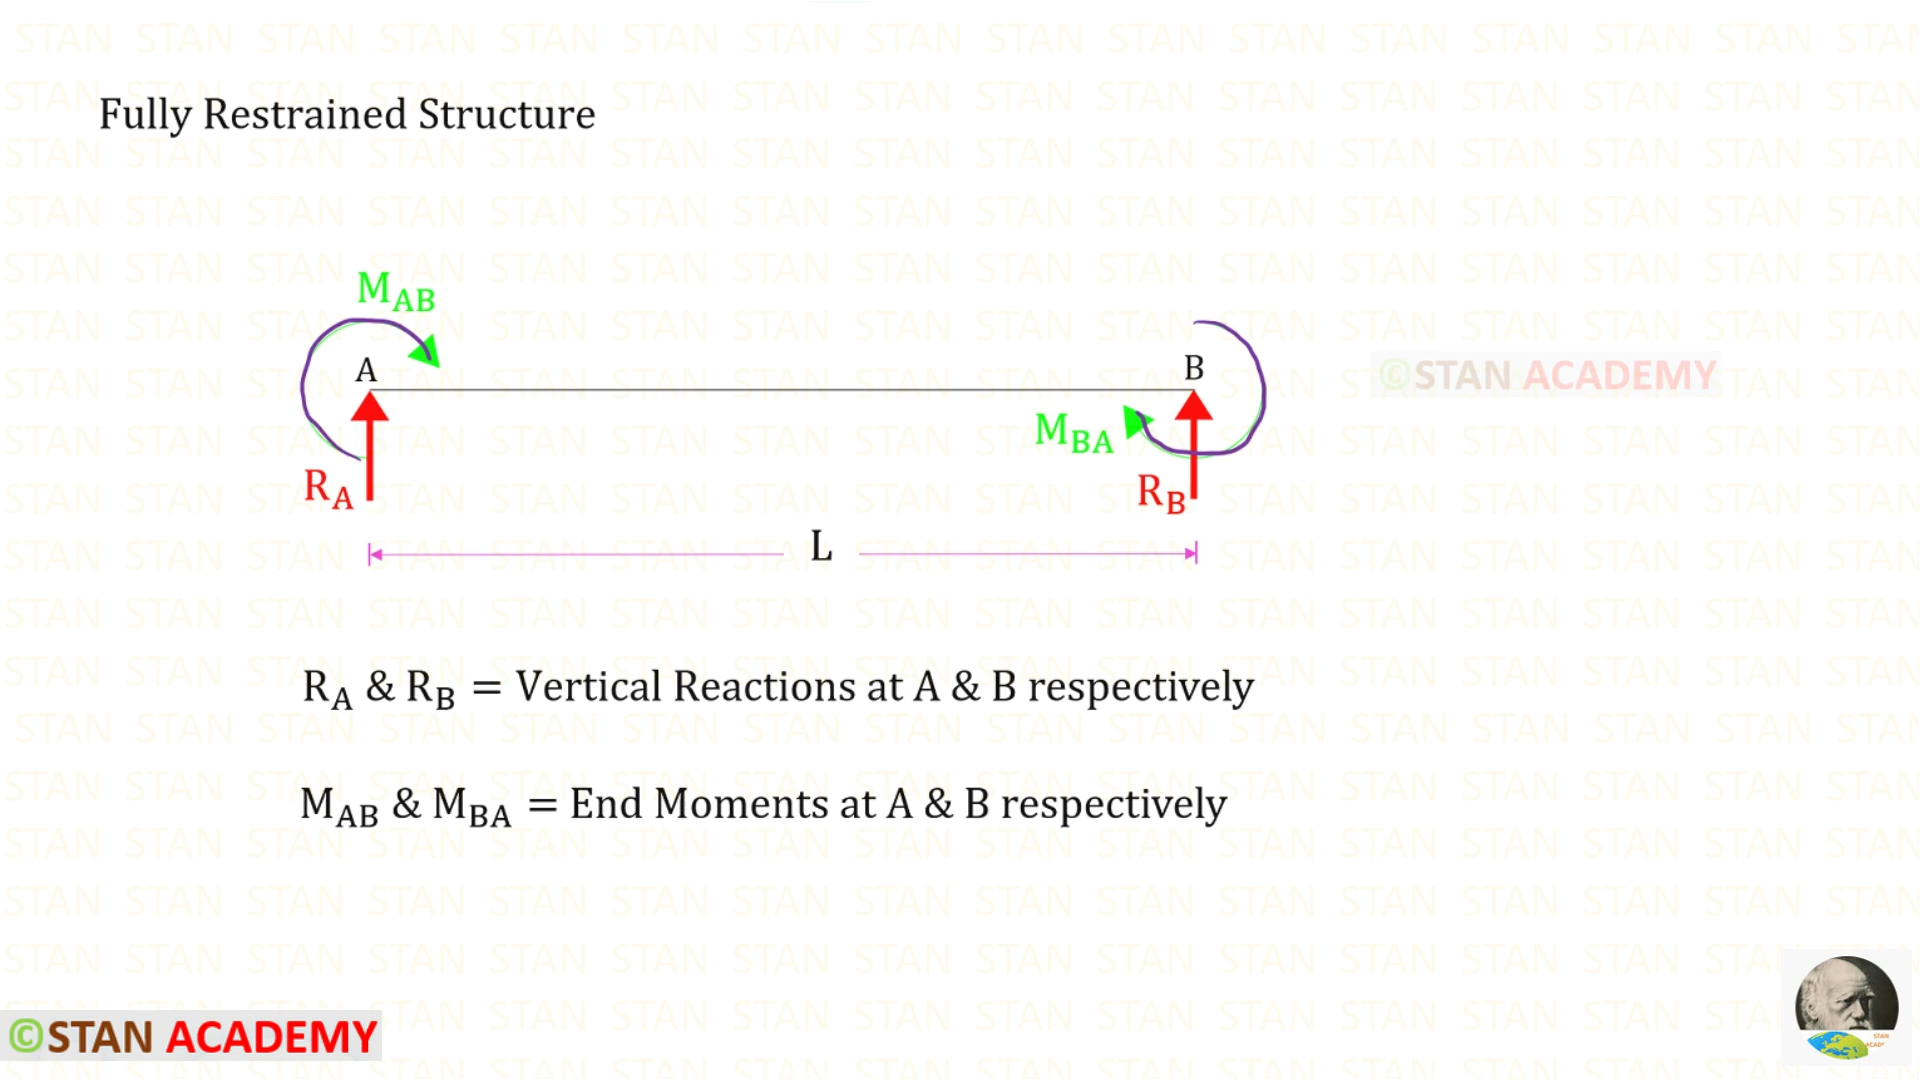 Fully Restrained Structure
M_AB
A
B
©STAN ACADEMY
M_BA
R_A
R_B
L
R_A & R_B = Vertical Reactions at A & B respectively
M_AB & M_BA = End Moments at A & B respectively
©STAN ACADEMY
STAN